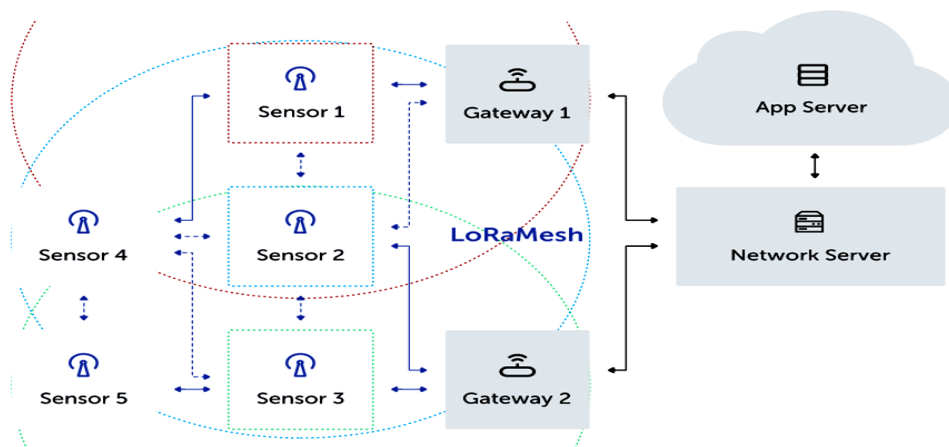 Sensor 1
Gateway 1
App Server
Sensor 4
Sensor 2
LoRaMesh
Network Server
Sensor 5
Sensor 3
Gateway 2